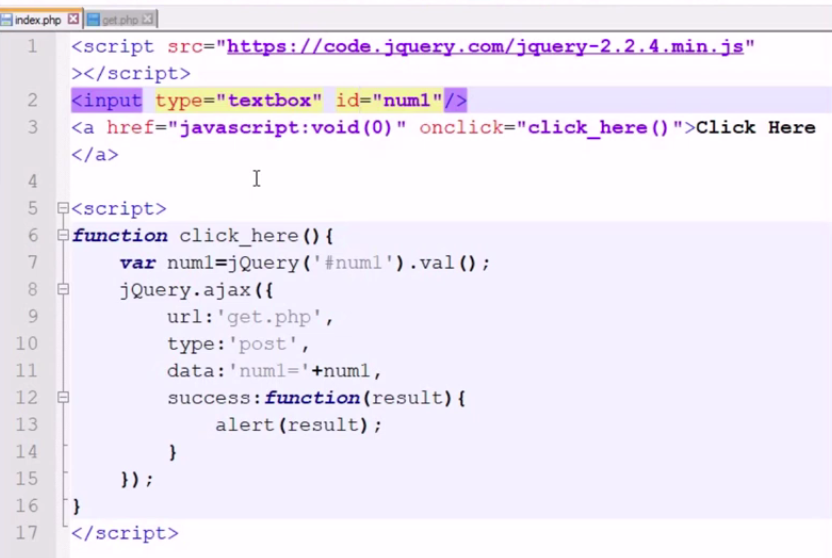 index.php get.php
1 <script src="https://code.jquery.com/jquery-2.2.4.min.js"
></script>
2 <input type="textbox" id="num1"/>
3 <a href="javascript:void(0)" onclick="click_here()">Click Here
</a>
4
5 <script>
6 function click_here(){
7 var num1=jQuery('#num1').val();
8 jQuery.ajax({
9 url:'get.php',
10 type:'post',
11 data:'num1='+num1,
12 success:function(result){
13 alert(result);
14 }
15 });
16 }
17 </script>